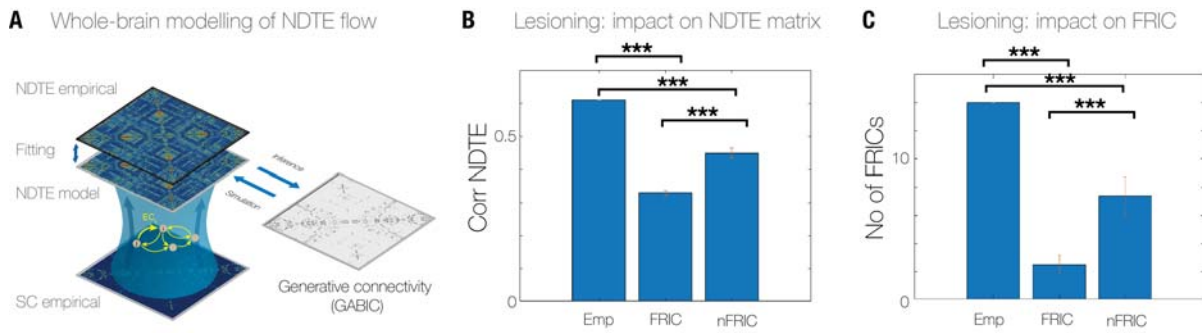 A Whole-brain modelling of NDTE flow
NDTE empirical
Fitting
NDTE model
SC empirical
EC
Inference
Simulation
Generative connectivity
(GABIC)
B Lesioning: impact on NDTE matrix
***
***
***
0.5
0
Corr NDTE
Emp FRIC nFRIC
C Lesioning: impact on FRIC
***
***
***
10
0
No of FRICs
Emp FRIC nFRIC